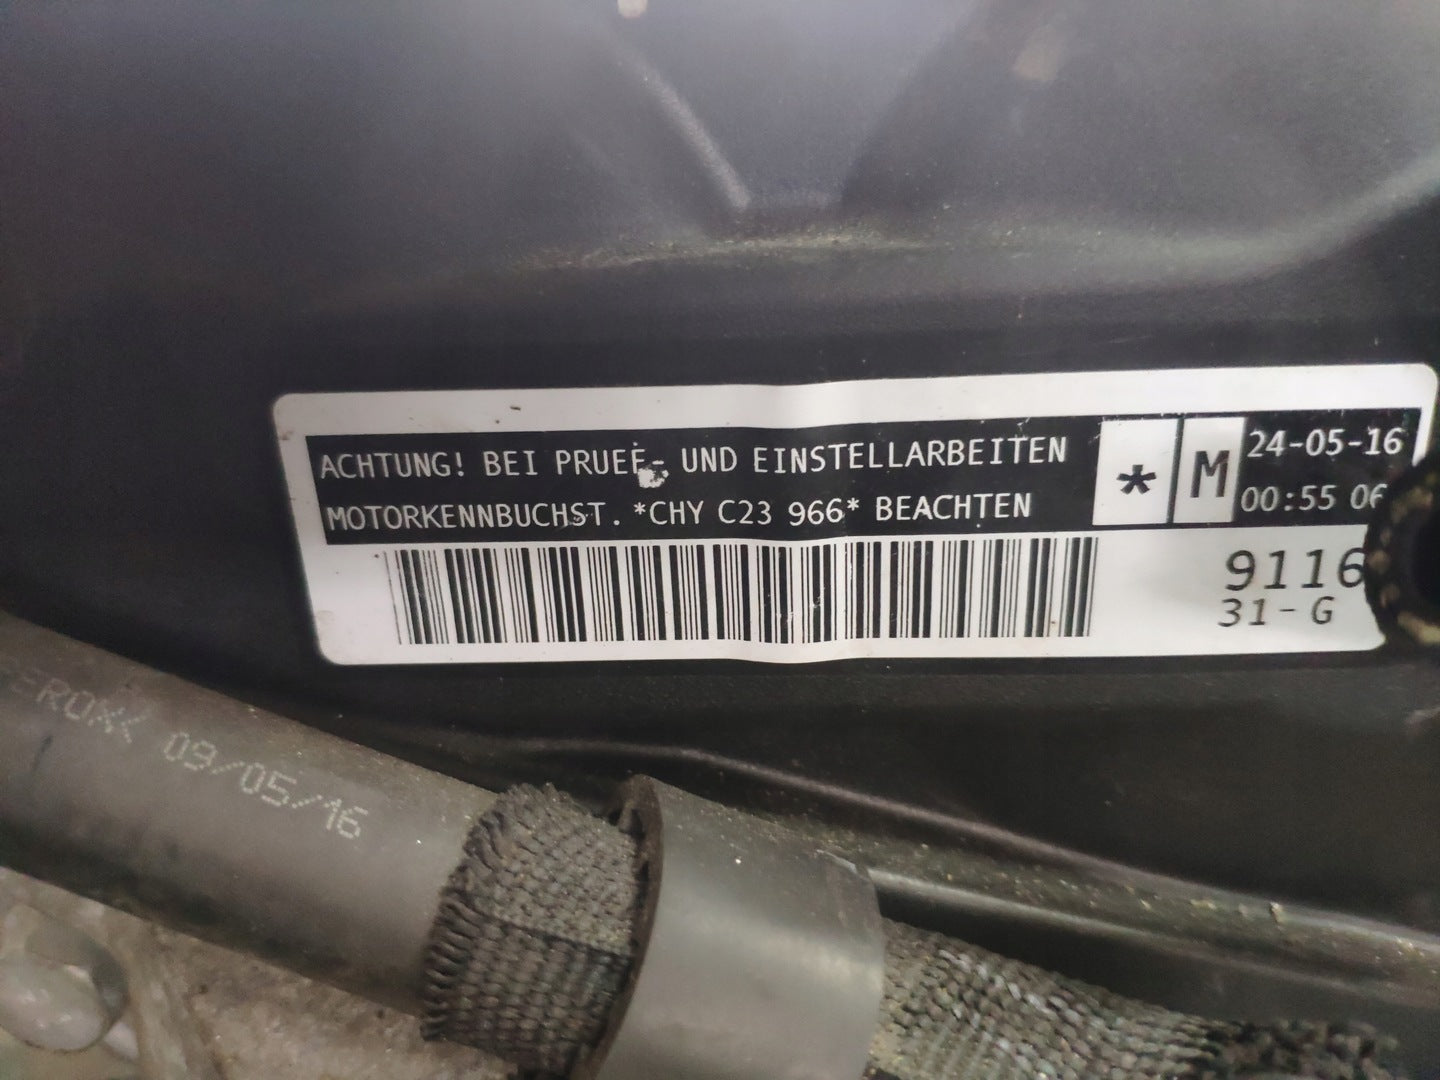 ACHTUNG! BEI PRUEF- UND EINSTELLARBEITEN
MOTORKENNBUCHST. *CHY C23 966* BEACHTEN
* M
24-05-16
00:55 06
9116
31-G
09/05/16